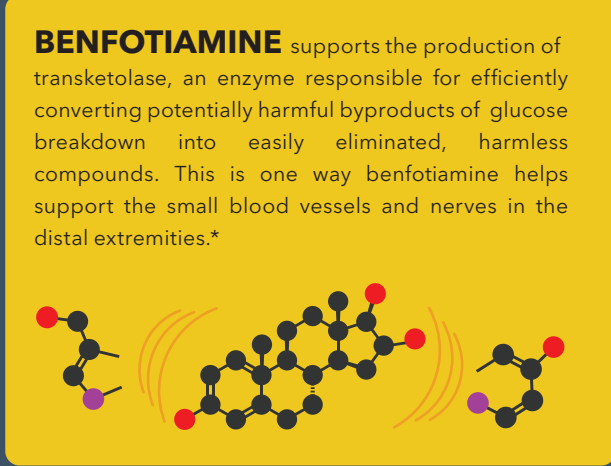 BENFOTIAMINE supports the production of
transketolase, an enzyme responsible for efficiently
converting potentially harmful byproducts of glucose
breakdown into easily eliminated, harmless
compounds. This is one way benfotiamine helps
support the small blood vessels and nerves in the
distal extremities.*